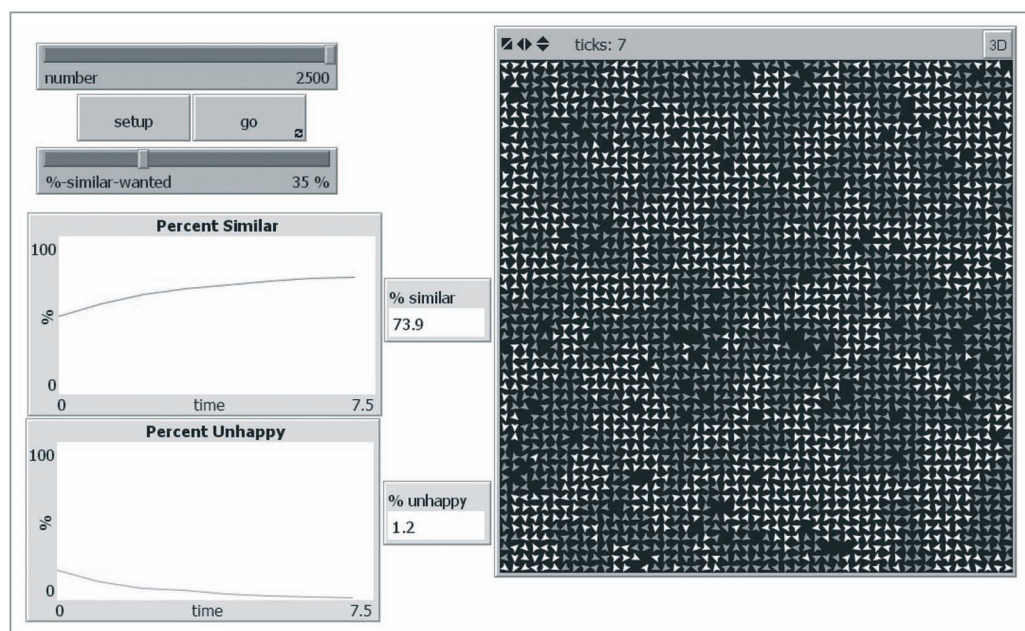 number 2500
setup go
%-similar-wanted 35 %
Percent Similar
100
%
0
0 time 7.5
% similar
73.9
Percent Unhappy
100
%
0
0 time 7.5
% unhappy
1.2
ticks: 7 3D